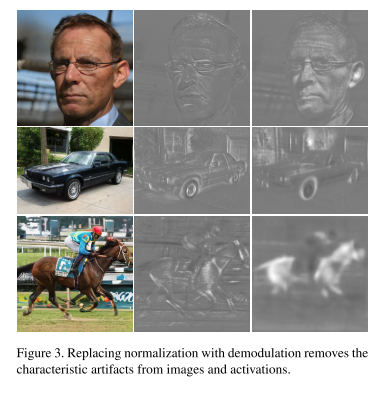 Figure 3. Replacing normalization with demodulation removes the
characteristic artifacts from images and activations.